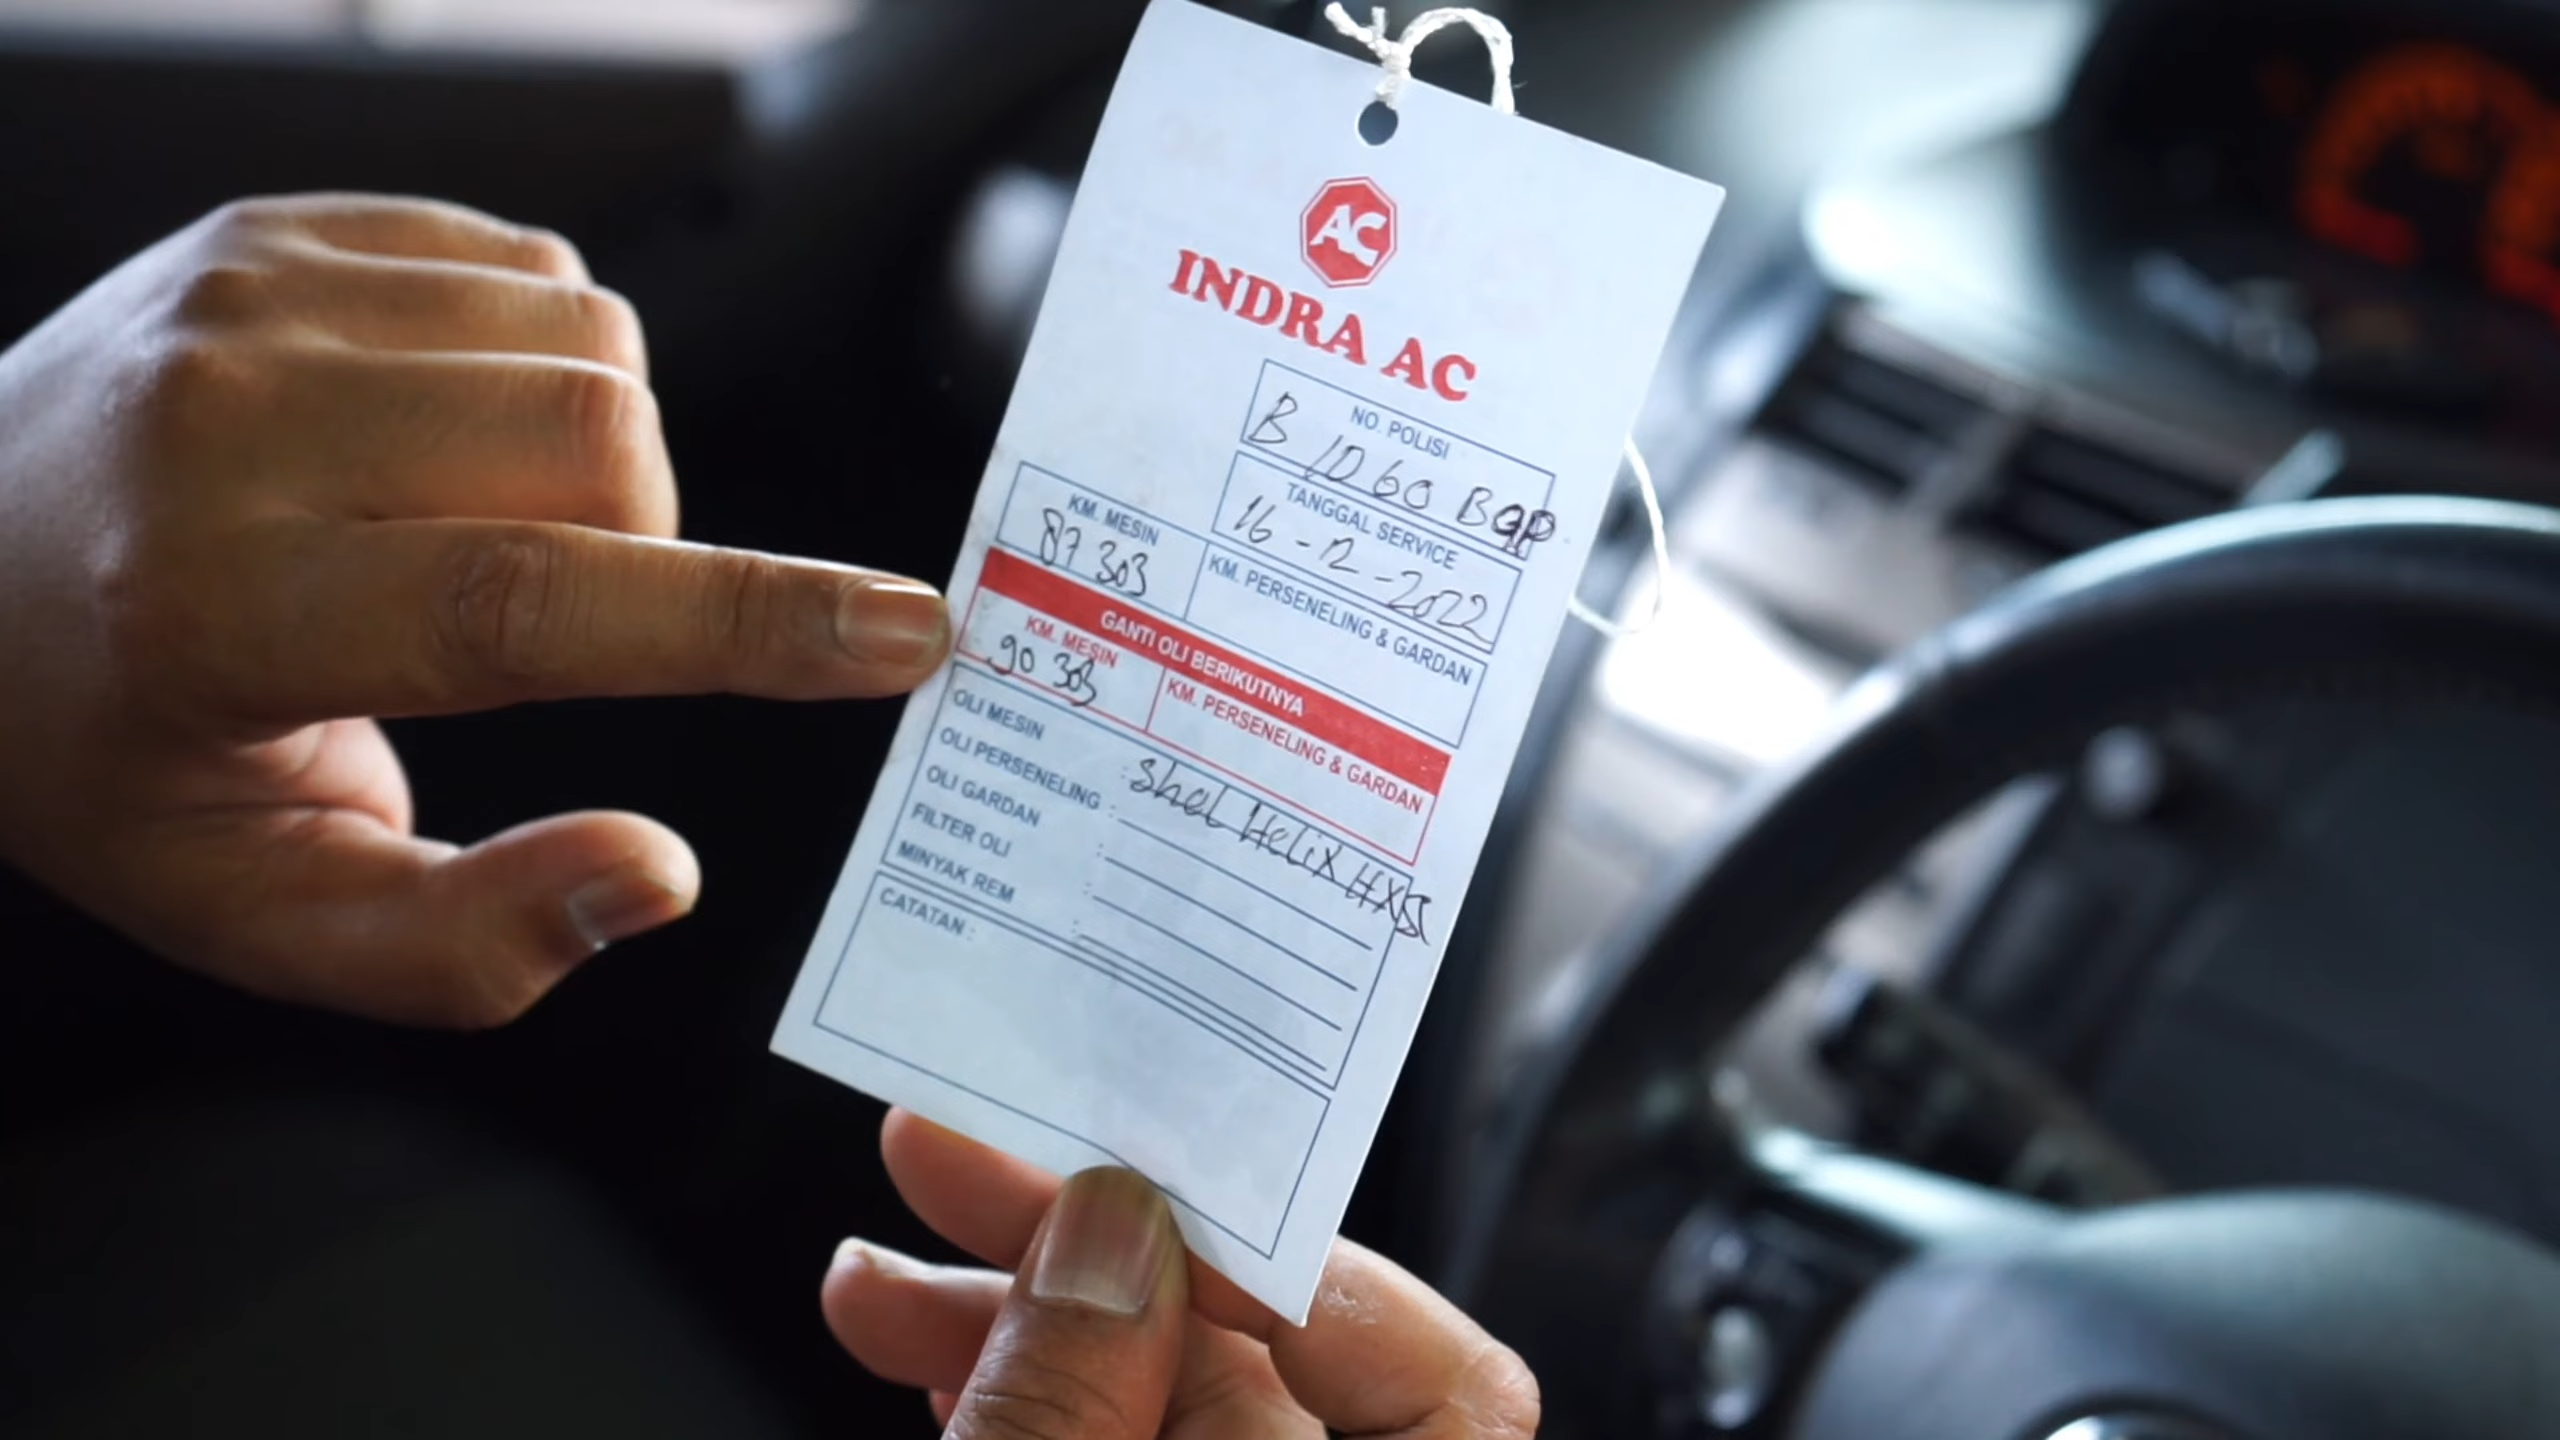 AC
INDRA AC
NO. POLISI
B 1060 BQP
TANGGAL SERVICE
16-12-2022
KM. MESIN
87 303
KM. PERSENELING & GARDAN
GANTI OLI BERIKUTNYA
KM. MESIN
90 303
KM. PERSENELING & GARDAN
OLI MESIN : Shel Helix HX5
OLI PERSENELING :
OLI GARDAN :
FILTER OLI :
MINYAK REM :
CATATAN :